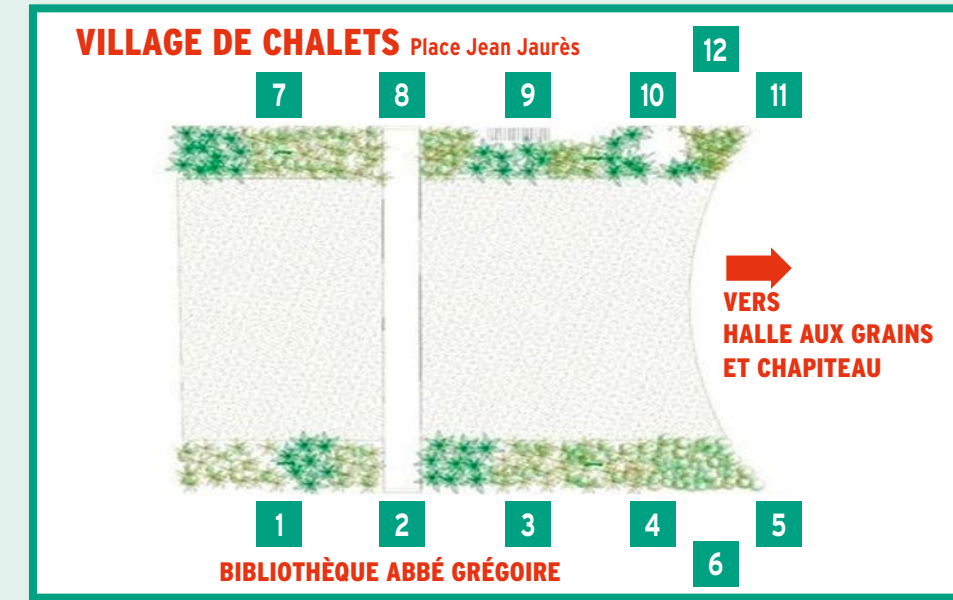 VILLAGE DE CHALETS Place Jean Jaurès
12
7 8 9 10 11
VERS
HALLE AUX GRAINS
ET CHAPITEAU
1 2 3 4 5
6
BIBLIOTHÈQUE ABBÉ GRÉGOIRE